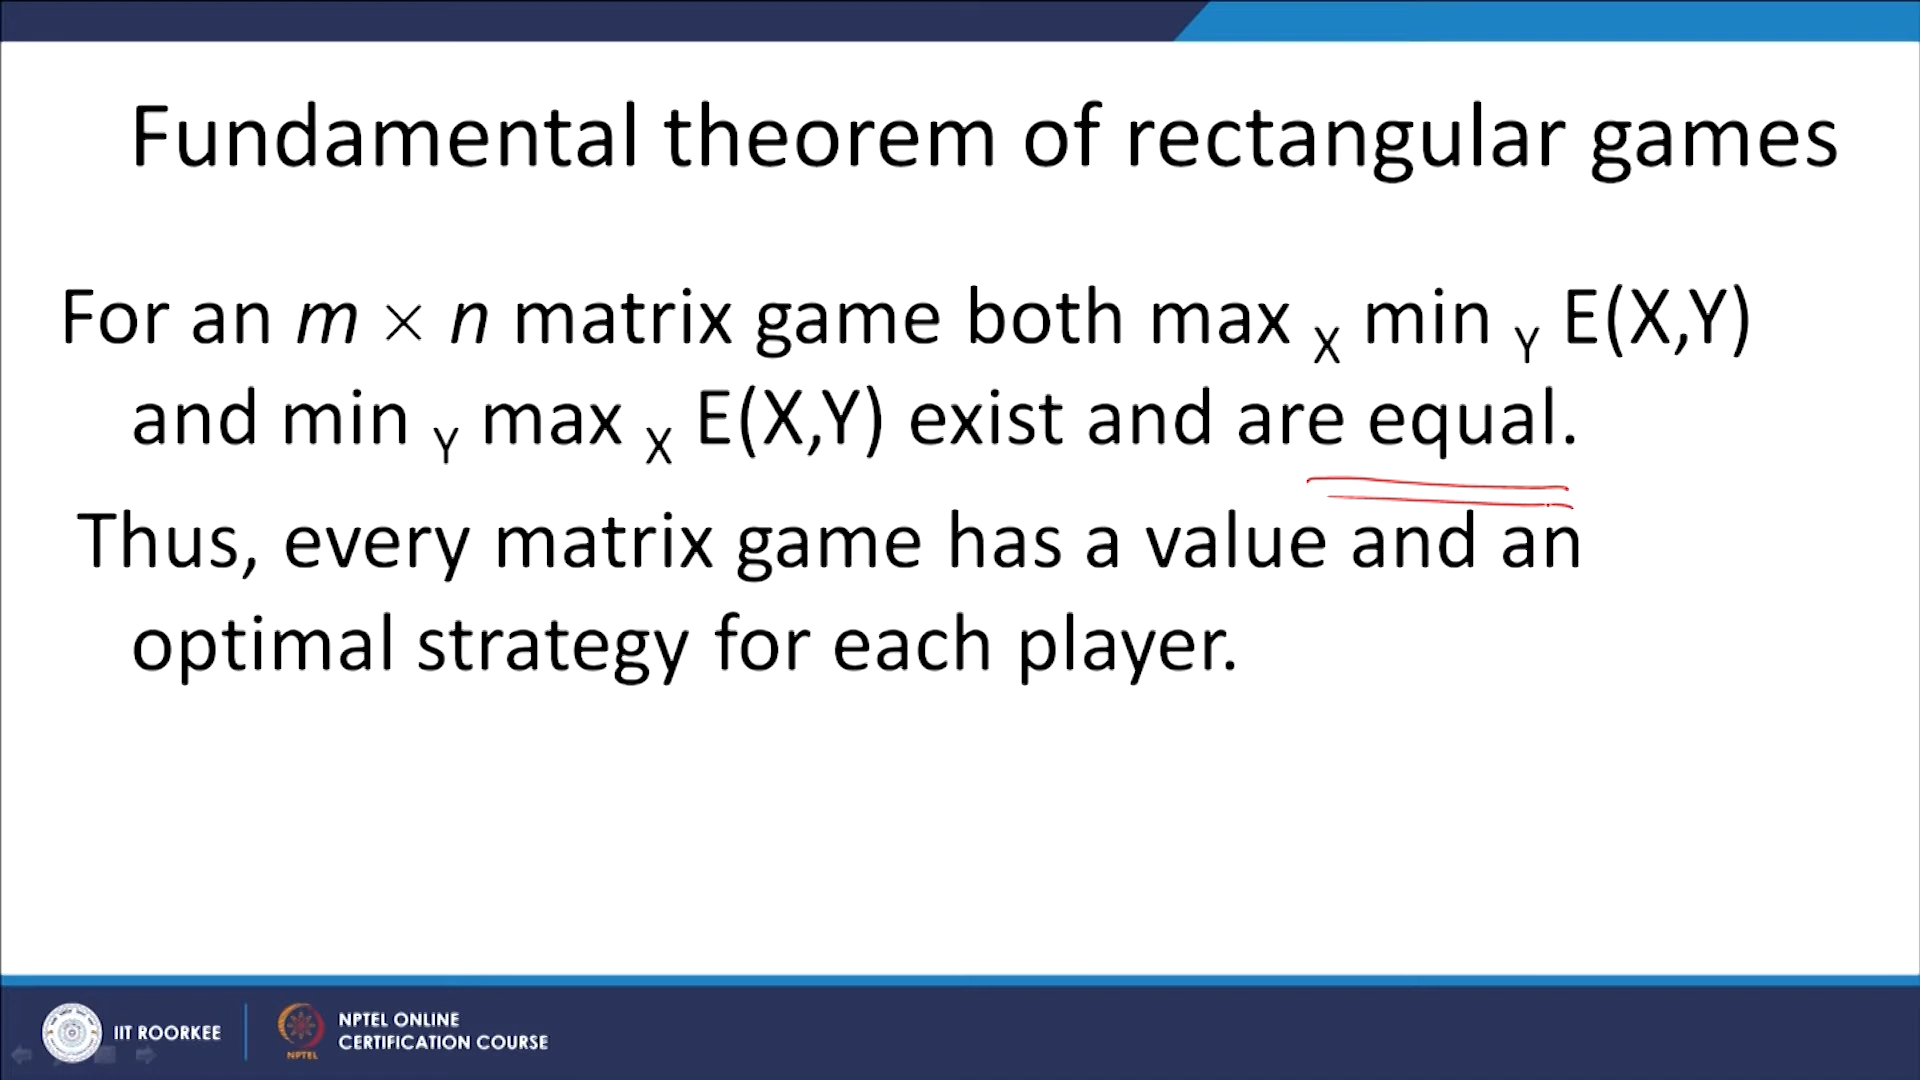 Fundamental theorem of rectangular games
For an m × n matrix game both max X min Y E(X,Y)
and min Y max X E(X,Y) exist and are equal.
Thus, every matrix game has a value and an
optimal strategy for each player.
IIT ROORKEE
NPTEL
NPTEL ONLINE
CERTIFICATION COURSE